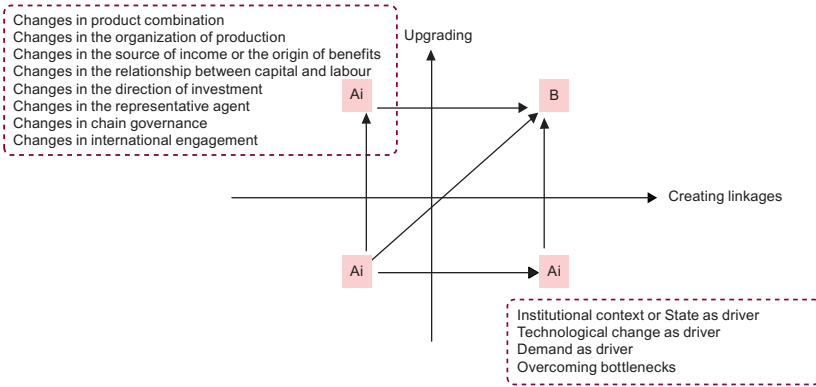 Changes in product combination
Changes in the organization of production
Changes in the source of income or the origin of benefits
Changes in the relationship between capital and labour
Changes in the direction of investment
Changes in the representative agent
Changes in chain governance
Changes in international engagement
Upgrading
Ai
B
Creating linkages
Ai
Ai
Institutional context or State as driver
Technological change as driver
Demand as driver
Overcoming bottlenecks